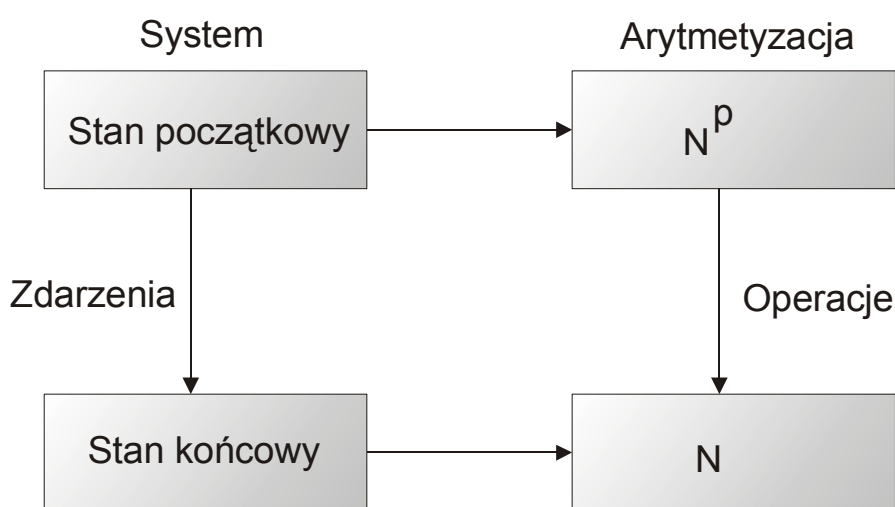 System
Arytmetyzacja
Stan początkowy
N^p
Zdarzenia
Operacje
Stan końcowy
N